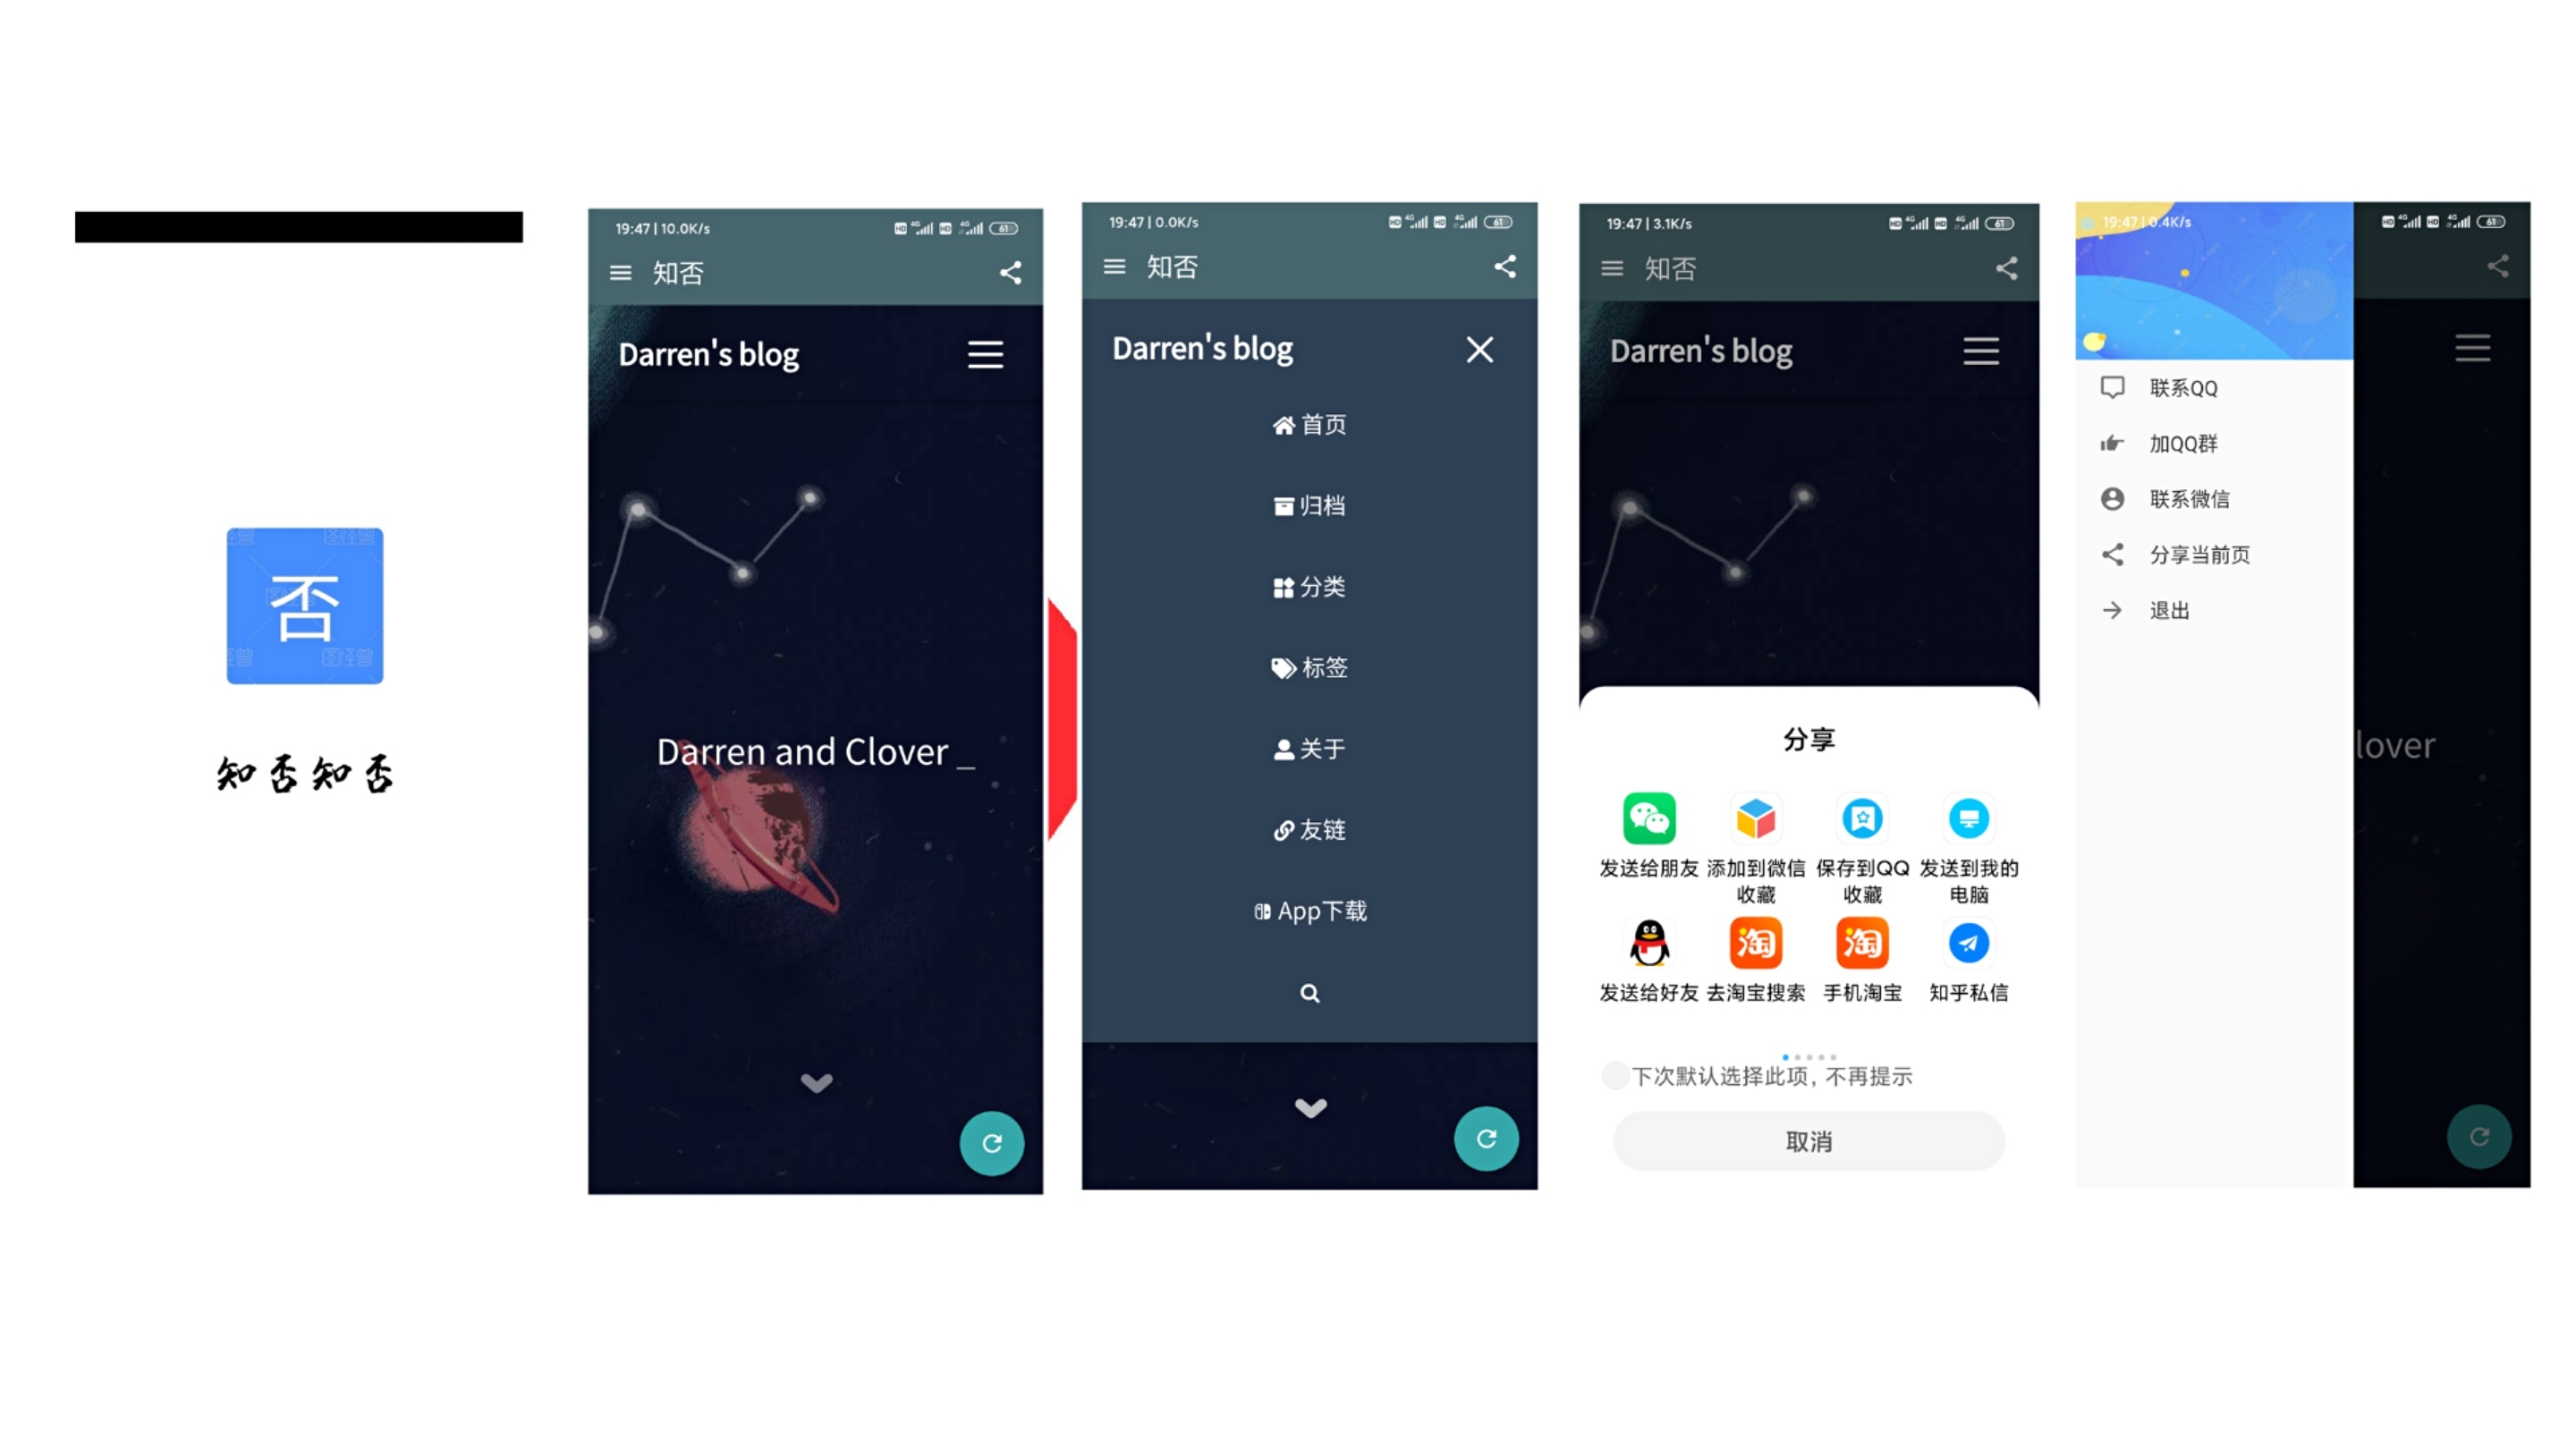 否
知否知否
19:47 | 10.0K/s
知否
Darren's blog
Darren and Clover _
19:47 | 0.0K/s
知否
Darren's blog
首页
归档
分类
标签
关于
友链
App下载
19:47 | 3.1K/s
知否
Darren's blog
分享
发送给朋友
添加到微信
收藏
保存到QQ
收藏
发送到我的
电脑
淘
淘
发送给好友
去淘宝搜索
手机淘宝
知乎私信
下次默认选择此项，不再提示
取消
19:47 | 0.4K/s
联系QQ
加QQ群
联系微信
分享当前页
退出
lover